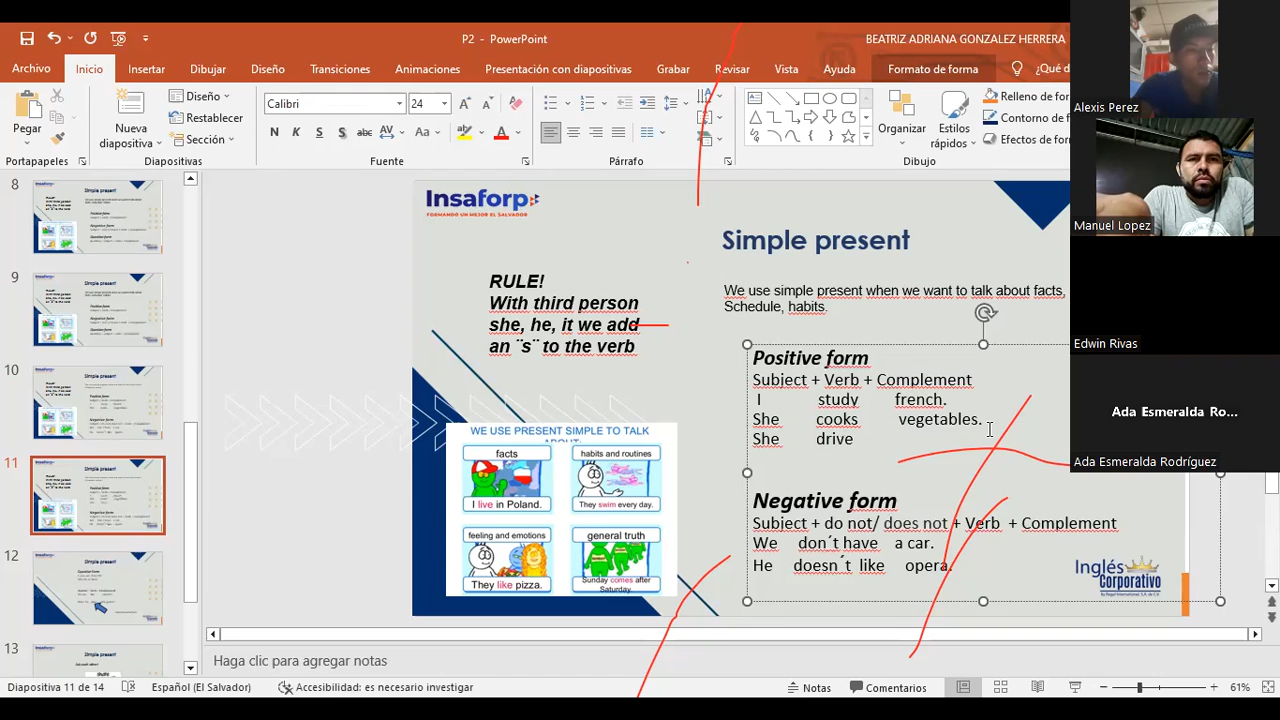 P2 - PowerPoint
BEATRIZ ADRIANA GONZALEZ HERRERA
Archivo
Inicio
Insertar
Dibujar
Diseño
Transiciones
Animaciones
Presentación con diapositivas
Grabar
Revisar
Vista
Ayuda
Formato de forma
¿Qué d
Pegar
Nueva
diapositiva
Diseño
Restablecer
Sección
Calibri
24
Organizar
Estilos
rápidos
Relleno de for
Contorno de
Efectos de for
Portapapeles
Diapositivas
Fuente
Párrafo
Dibujo
Alexis Perez
Manuel Lopez
Edwin Rivas
Ada Esmeralda Ro...
Ada Esmeralda Rodríguez
8
9
10
11
12
13
Insaforp
FORMANDO UN MEJOR EL SALVADOR
RULE!
With third person
she, he, it we add
an ¨s¨ to the verb
WE USE PRESENT SIMPLE TO TALK
ABOUT:
facts
I live in Poland.
habits and routines
They swim every day.
feeling and emotions
They like pizza.
general truth
Sunday comes after
Saturday.
Simple present
We use simple present when we want to talk about facts,
Schedule, habits.
Positive form
Subject + Verb + Complement
I study french.
She cooks vegetables.
She drive
Negative form
Subject + do not/ does not + Verb + Complement
We don´t have a car.
He doesn´t like opera.
Inglés
Corporativo
Haga clic para agregar notas
Diapositiva 11 de 14
Español (El Salvador)
Accesibilidad: es necesario investigar
Notas
Comentarios
61%